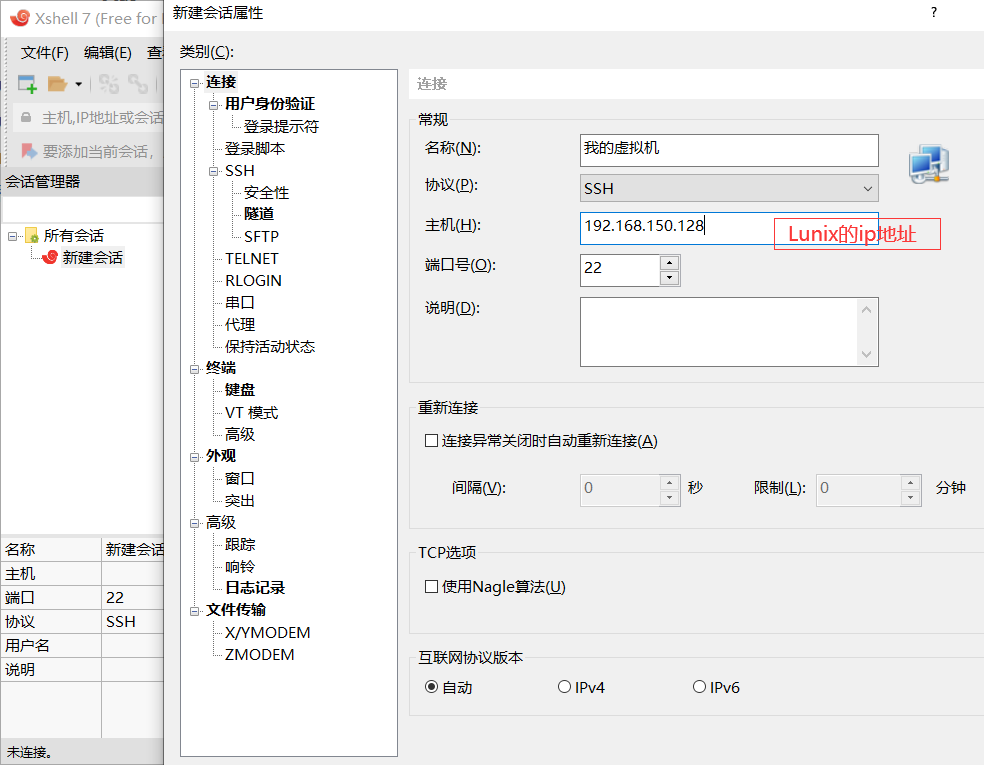 Xshell 7 (Free for
新建会话属性
?
文件(F) 编辑(E) 查
主机,IP地址或会话
要添加当前会话,
会话管理器
所有会话
新建会话
名称 新建会话
主机
端口 22
协议 SSH
用户名
说明
未连接。
类别(C):
连接
用户身份验证
登录提示符
登录脚本
SSH
安全性
隧道
SFTP
TELNET
RLOGIN
串口
代理
保持活动状态
终端
键盘
VT 模式
高级
外观
窗口
突出
高级
跟踪
响铃
日志记录
文件传输
X/YMODEM
ZMODEM
连接
常规
名称(N): 我的虚拟机
协议(P): SSH
主机(H): 192.168.150.128 Lunix的ip地址
端口号(O): 22
说明(D):
重新连接
连接异常关闭时自动重新连接(A)
间隔(V): 0 秒 限制(L): 0 分钟
TCP选项
使用Nagle算法(U)
互联网协议版本
自动 IPv4 IPv6